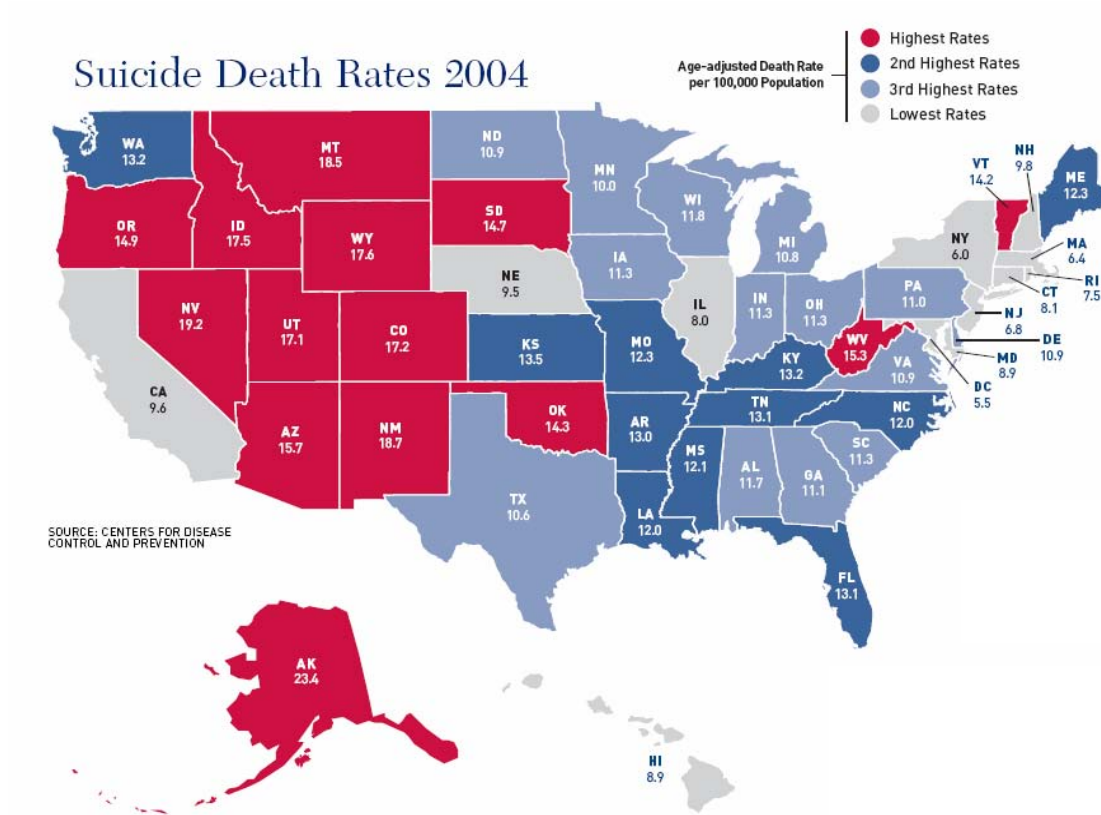 Suicide Death Rates 2004
Age-adjusted Death Rate
per 100,000 Population
Highest Rates
2nd Highest Rates
3rd Highest Rates
Lowest Rates
WA
13.2
MT
18.5
ND
10.9
MN
10.0
WI
11.8
MI
10.8
VT
14.2
NH
9.8
ME
12.3
OR
14.9
ID
17.5
WY
17.6
SD
14.7
IA
11.3
NY
6.0
MA
6.4
RI
7.5
CT
8.1
NJ
6.8
DE
10.9
MD
8.9
DC
5.5
NV
19.2
UT
17.1
CO
17.2
NE
9.5
KS
13.5
MO
12.3
IL
8.0
IN
11.3
OH
11.3
PA
11.0
WV
15.3
VA
10.9
KY
13.2
CA
9.6
AZ
15.7
NM
18.7
OK
14.3
AR
13.0
TN
13.1
NC
12.0
SC
11.3
TX
10.6
LA
12.0
MS
12.1
AL
11.7
GA
11.1
FL
13.1
SOURCE: CENTERS FOR DISEASE
CONTROL AND PREVENTION
AK
23.4
HI
8.9